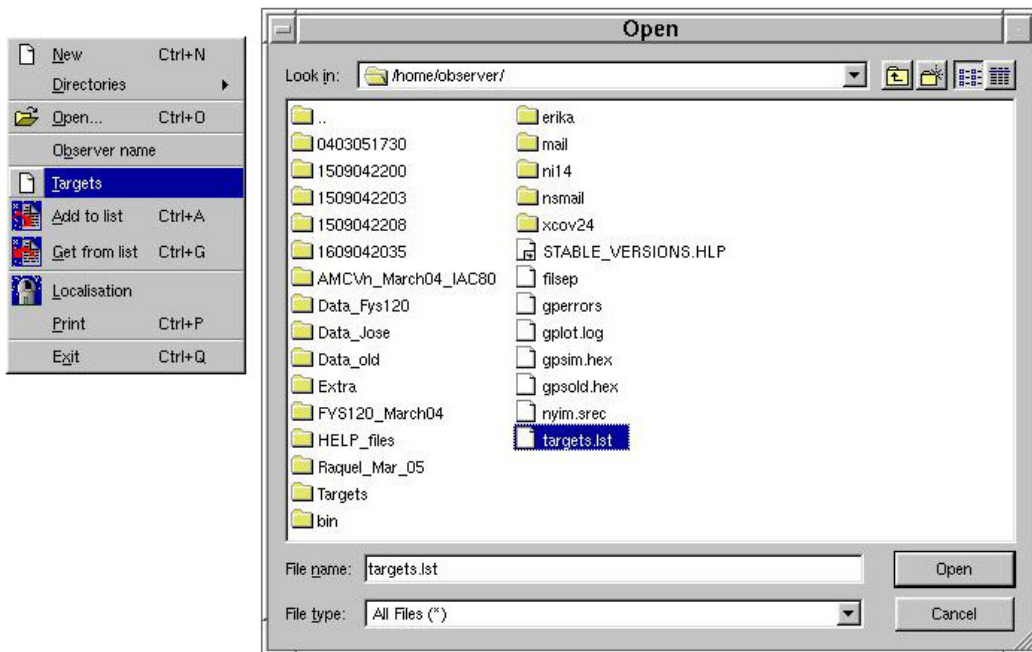 New Ctrl+N
Directories
Open... Ctrl+O
Observer name
Targets
Add to list Ctrl+A
Get from list Ctrl+G
Localisation
Print Ctrl+P
Exit Ctrl+Q
Open
Look in: /home/observer/
..
0403051730
1509042200
1509042203
1509042208
1609042035
AMCVn_March04_IAC80
Data_Fys120
Data_Jose
Data_old
Extra
FYS120_March04
HELP_files
Raquel_Mar_05
Targets
bin
erika
mail
ni14
nsmail
xcov24
STABLE_VERSIONS.HLP
filsep
gperrors
gplot.log
gpsim.hex
gpsold.hex
nyim.srec
targets.lst
File name: targets.lst
Open
File type: All Files (*)
Cancel